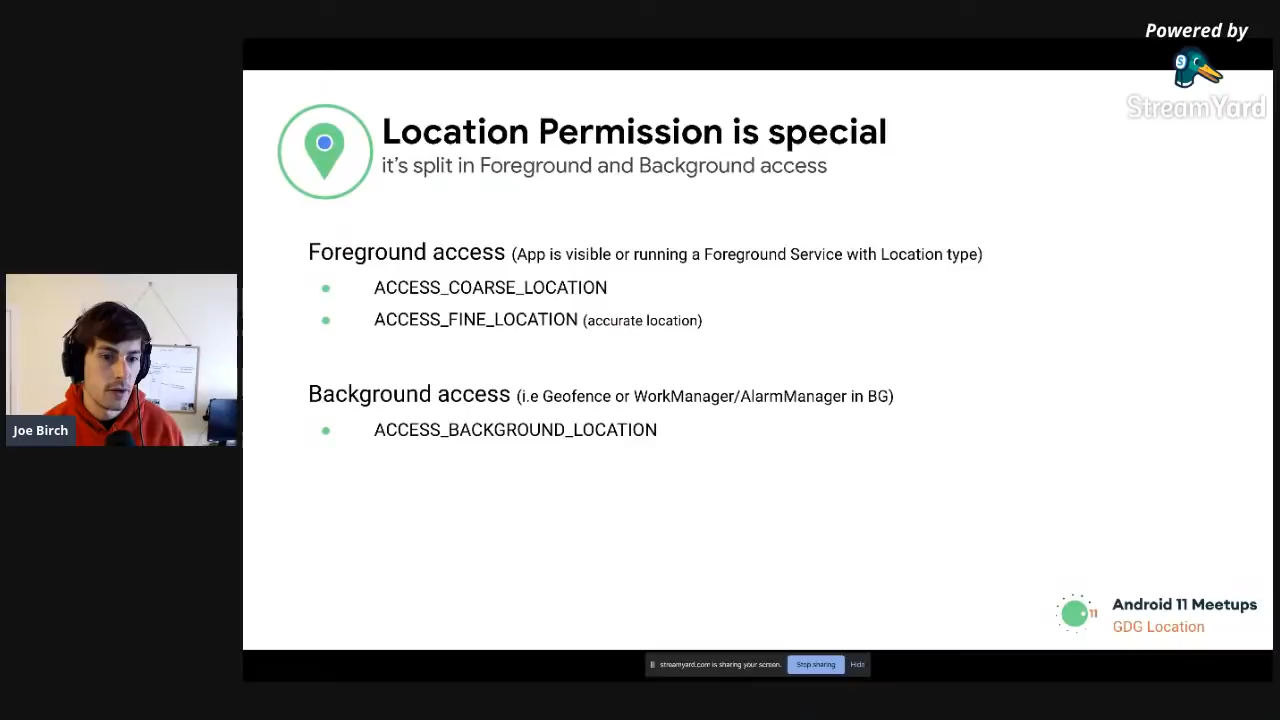 Powered by
StreamYard
Location Permission is special
it's split in Foreground and Background access
Foreground access (App is visible or running a Foreground Service with Location type)
ACCESS_COARSE_LOCATION
ACCESS_FINE_LOCATION (accurate location)
Background access (i.e Geofence or WorkManager/AlarmManager in BG)
ACCESS_BACKGROUND_LOCATION
Joe Birch
11
Android 11 Meetups
GDG Location
streamyard.com is sharing your screen.
Stop sharing
Hide